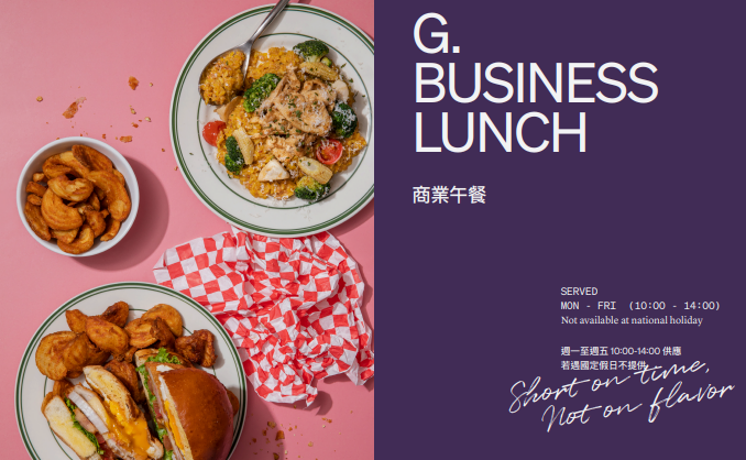 G.
BUSINESS
LUNCH
商業午餐
SERVED
MON - FRI (10:00 - 14:00)
Not available at national holiday
週一至週五 10:00-14:00 供應
若遇國定假日不提供
Short on time,
Not on flavor